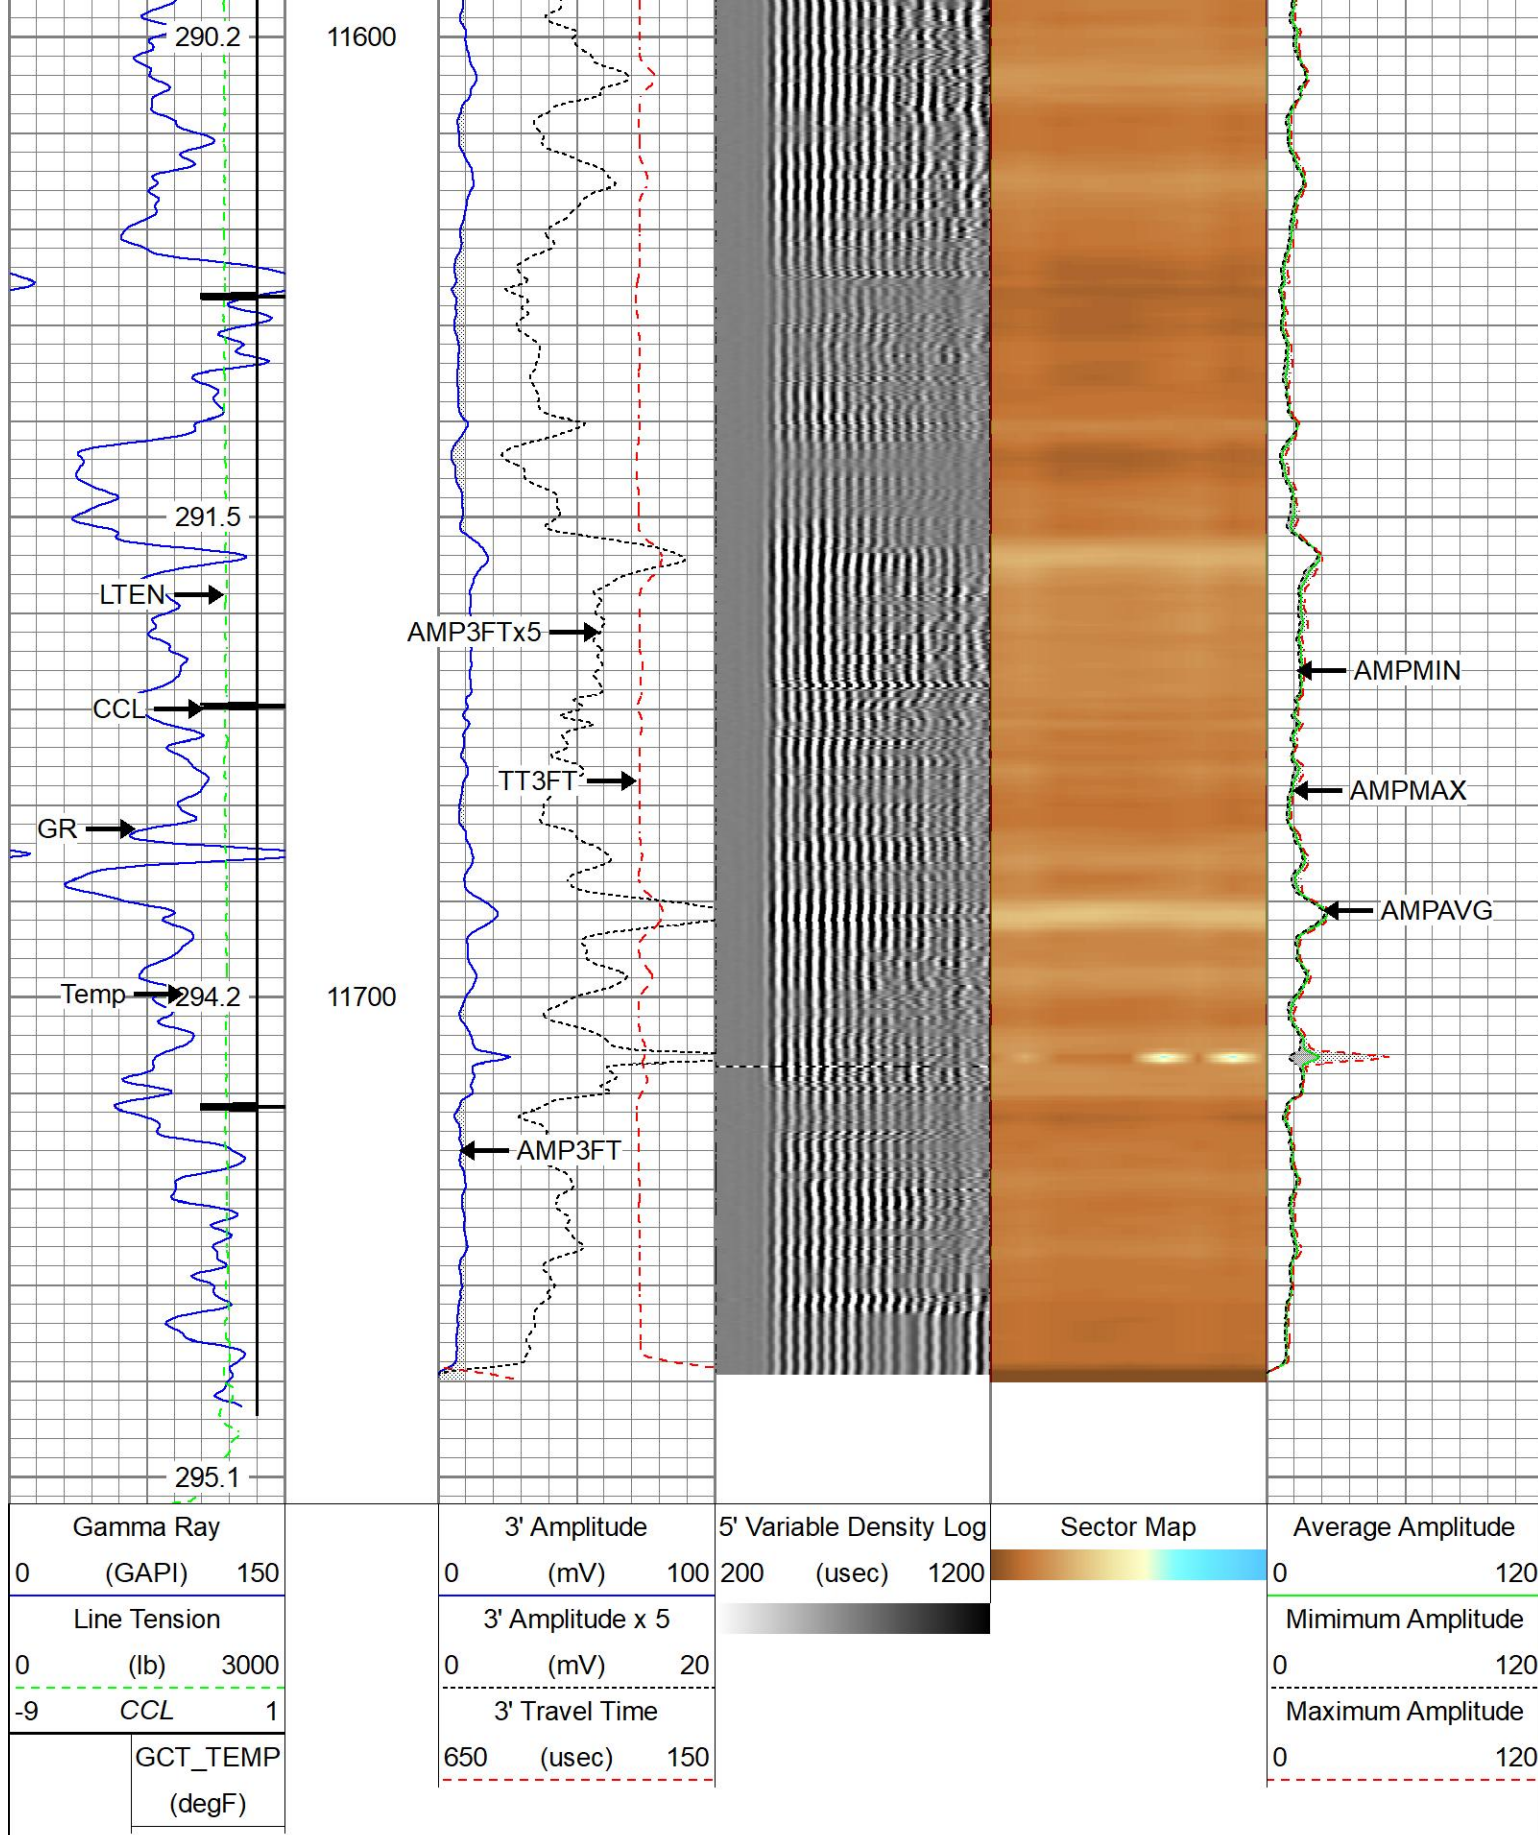 290.2
11600
291.5
LTEN
AMP3FTx5
AMPMIN
CCL
TT3FT
AMPMAX
GR
AMPAVG
Temp
294.2
11700
AMP3FT
295.1
Gamma Ray
3' Amplitude
5' Variable Density Log
Sector Map
Average Amplitude
0 (GAPI) 150
0 (mV) 100
200 (usec) 1200
0 120
Line Tension
3' Amplitude x 5
Mimimum Amplitude
0 (lb) 3000
0 (mV) 20
0 120
-9 CCL 1
3' Travel Time
Maximum Amplitude
GCT_TEMP
650 (usec) 150
0 120
(degF)